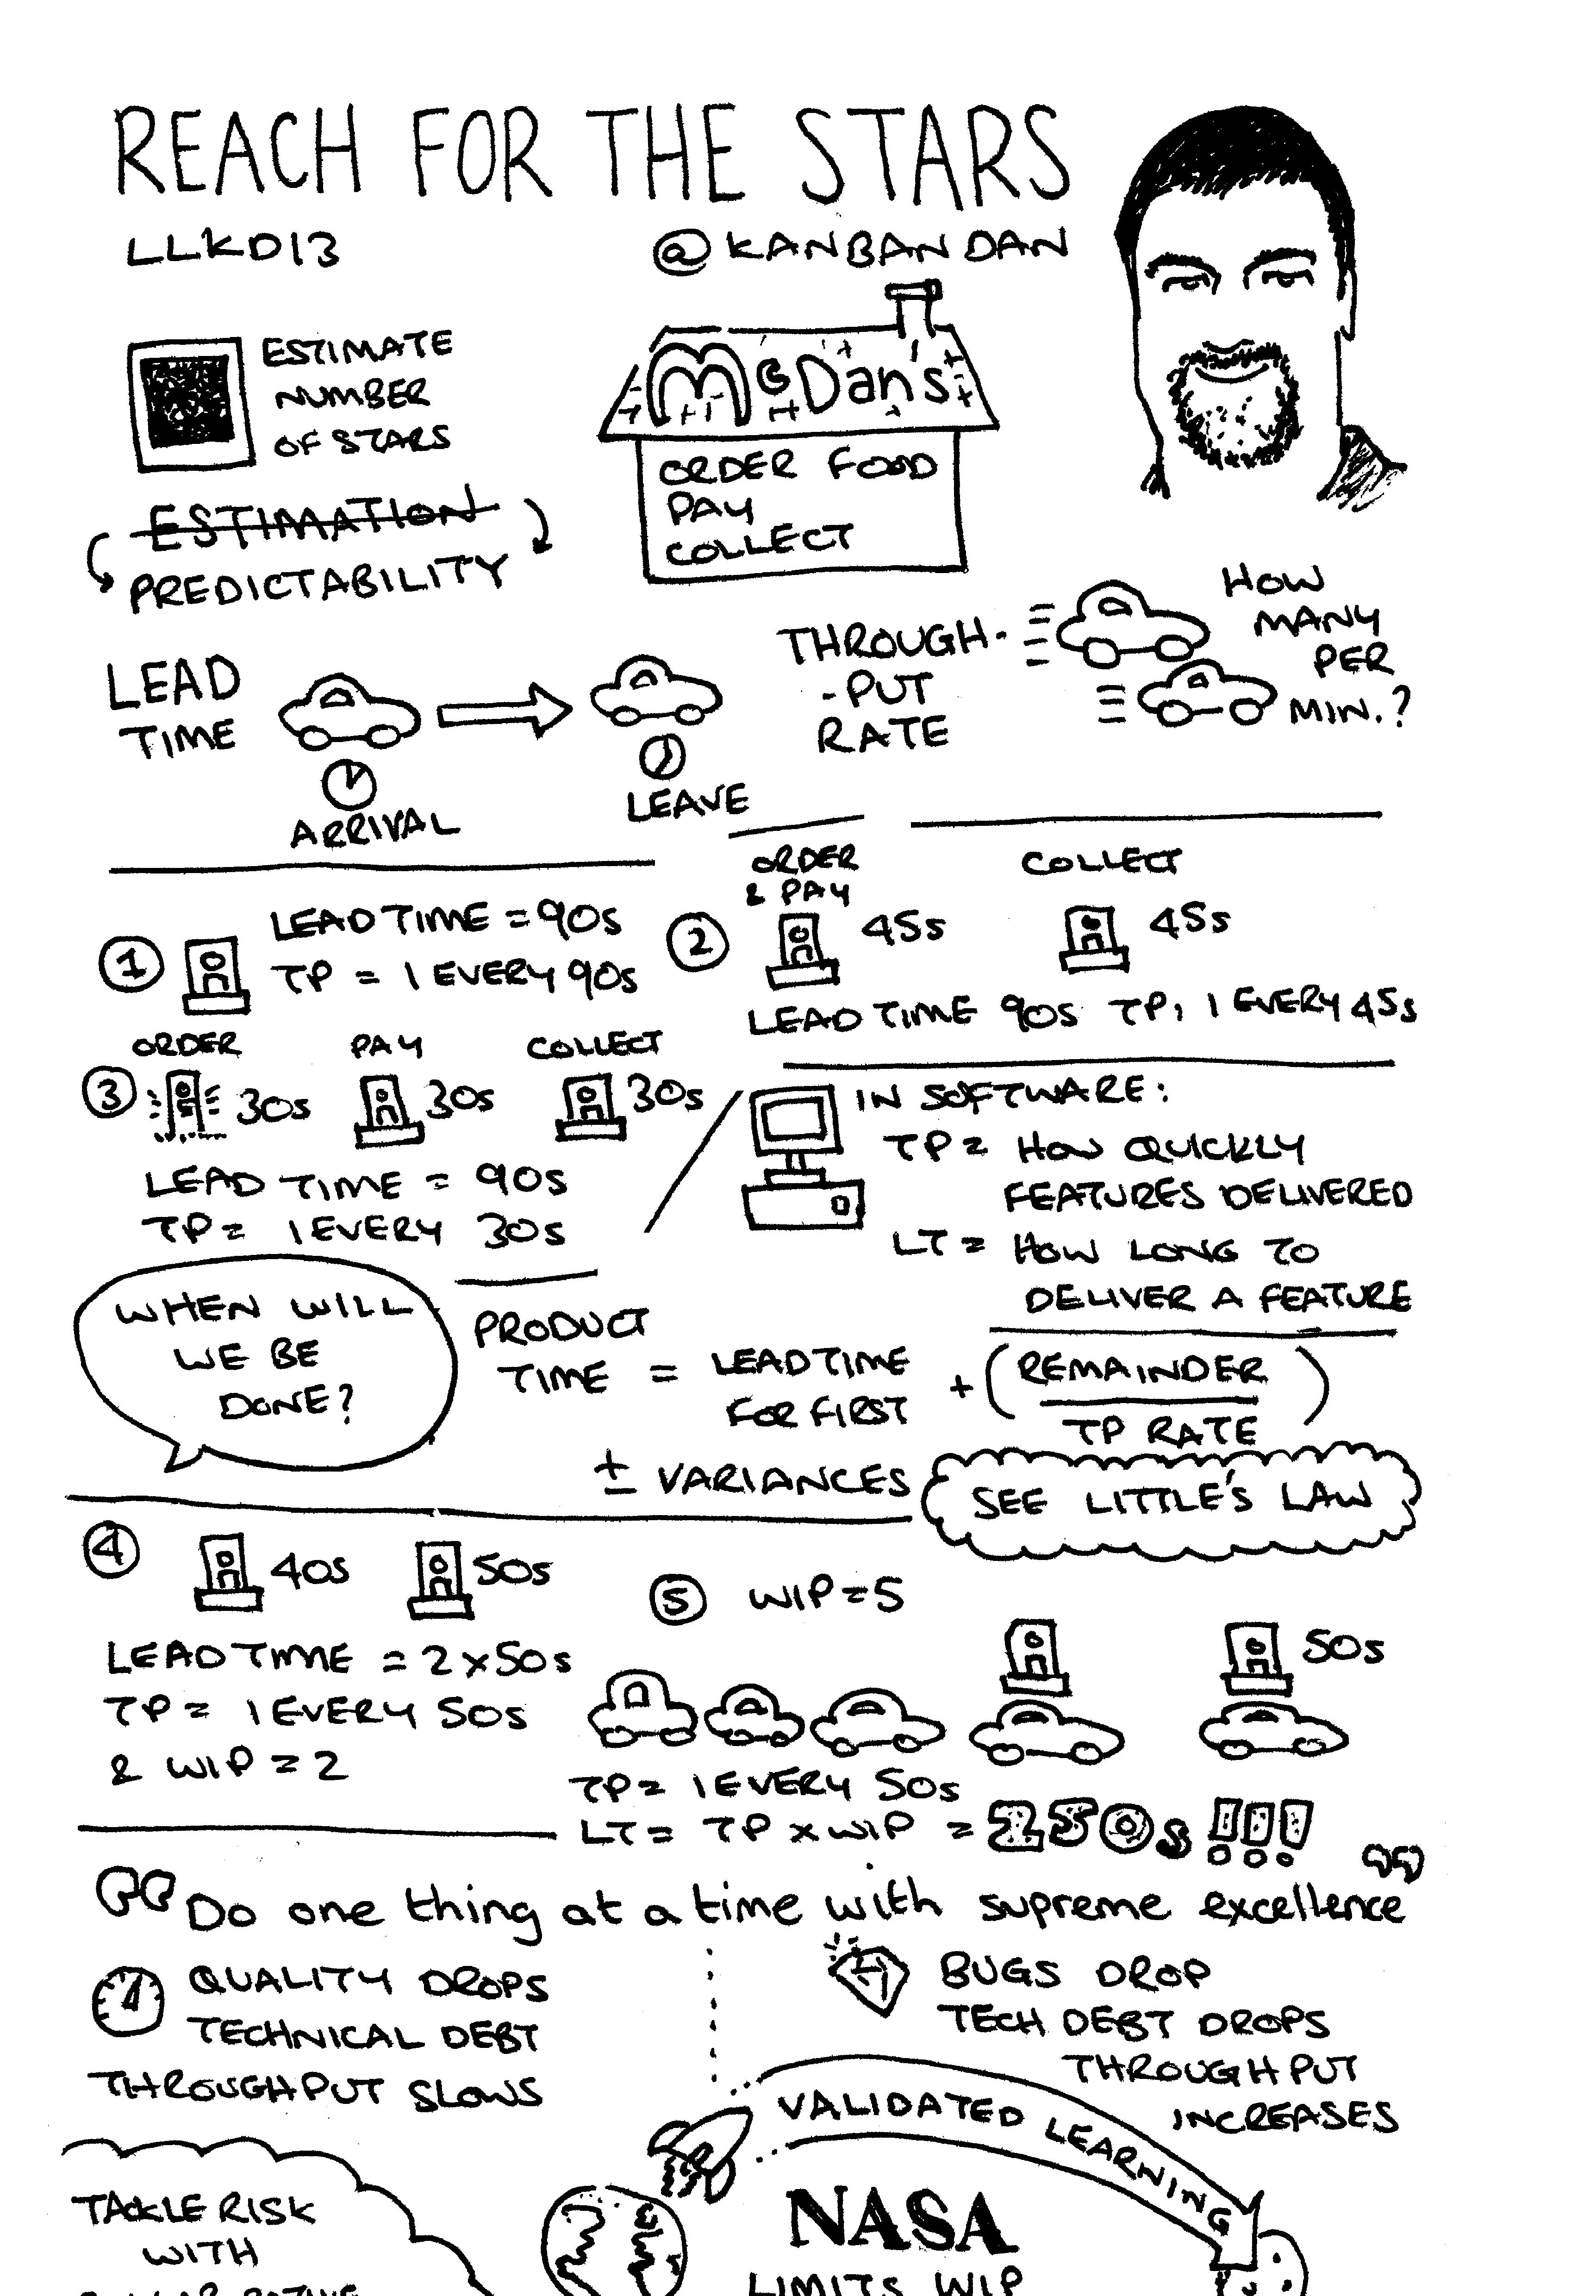 REACH FOR THE STARS
LLKD13
@KANBANDAN
ESTIMATE
NUMBER
OF STARS
McDan's
ORDER FOOD
PAY
COLLECT
ESTIMATION
PREDICTABILITY
LEAD
TIME
ARRIVAL
LEAVE
THROUGH-
-PUT
RATE
HOW
MANY
PER
MIN.?
1
LEAD TIME = 90s
TP = 1 EVERY 90s
2
ORDER
& PAY
45s
COLLECT
45s
LEAD TIME 90s TP, 1 EVERY 45s
3
ORDER
30s
PAY
30s
COLLECT
30s
LEAD TIME = 90s
TP = 1 EVERY 30s
IN SOFTWARE:
TP = HOW QUICKLY
FEATURES DELIVERED
LT = HOW LONG TO
DELIVER A FEATURE
WHEN WILL
WE BE
DONE?
PRODUCT
TIME = LEAD TIME
FOR FIRST
+ (REMAINDER
TP RATE)
± VARIANCES
SEE LITTLE'S LAW
4
40s 50s
LEAD TIME = 2 x 50s
TP = 1 EVERY 50s
& WIP = 2
5 WIP = 5
50s
TP = 1 EVERY 50s
LT = TP x WIP = 250s!!!
“Do one thing at a time with supreme excellence”
QUALITY DROPS
TECHNICAL DEBT
THROUGHPUT SLOWS
BUGS DROP
TECH DEBT DROPS
THROUGHPUT
INCREASES
VALIDATED LEARNING
TACKLE RISK
WITH
NASA
LIMITS WIP